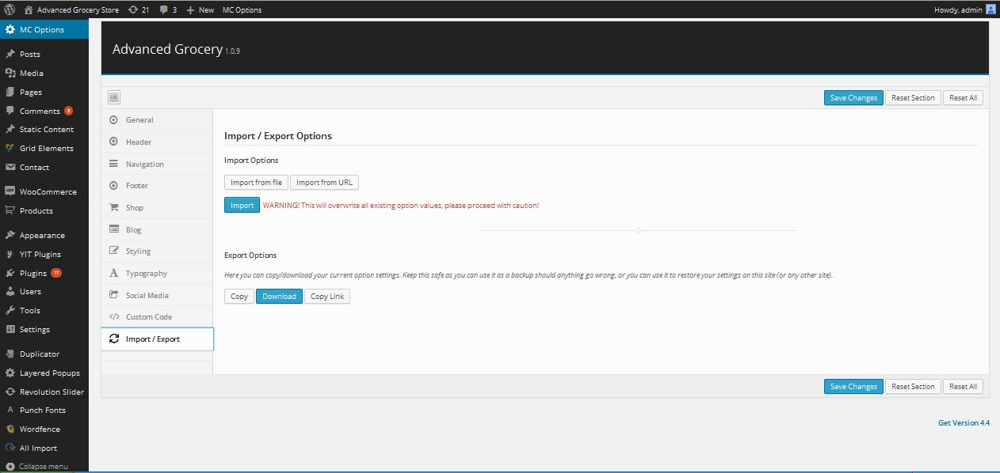 Advanced Grocery Store 21 3 New MC Options Howdy, admin
MC Options
Posts
Media
Pages
Comments 3
Static Content
Grid Elements
Contact
WooCommerce
Products
Appearance
YIT Plugins
Plugins 17
Users
Tools
Settings
Duplicator
Layered Popups
Revolution Slider
Punch Fonts
Wordfence
All Import
Collapse menu
Advanced Grocery 1.0.9
Save Changes Reset Section Reset All
General
Header
Navigation
Footer
Shop
Blog
Styling
Typography
Social Media
Custom Code
Import / Export
Import / Export Options
Import Options
Import from file Import from URL
Import WARNING! This will overwrite all existing option values, please proceed with caution!
Export Options
Here you can copy/download your current option settings. Keep this safe as you can use it as a backup should anything go wrong, or you can use it to restore your settings on this site (or any other site).
Copy Download Copy Link
Save Changes Reset Section Reset All
Get Version 4.4